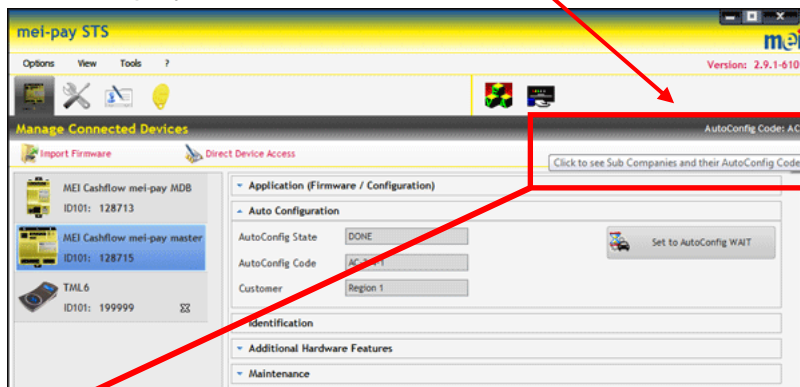 mei-pay STS
mei
Options View Tools ?
Version: 2.9.1-610
Manage Connected Devices
AutoConfig Code: AC
Import Firmware
Direct Device Access
Click to see Sub Companies and their AutoConfig Code
MEI Cashflow mei-pay MDB
ID101: 128713
MEI Cashflow mei-pay master
ID101: 128715
TML6
ID101: 199999
Application (Firmware / Configuration)
Auto Configuration
AutoConfig State
DONE
Set to AutoConfig WAIT
AutoConfig Code
Customer
Region 1
Identification
Additional Hardware Features
Maintenance